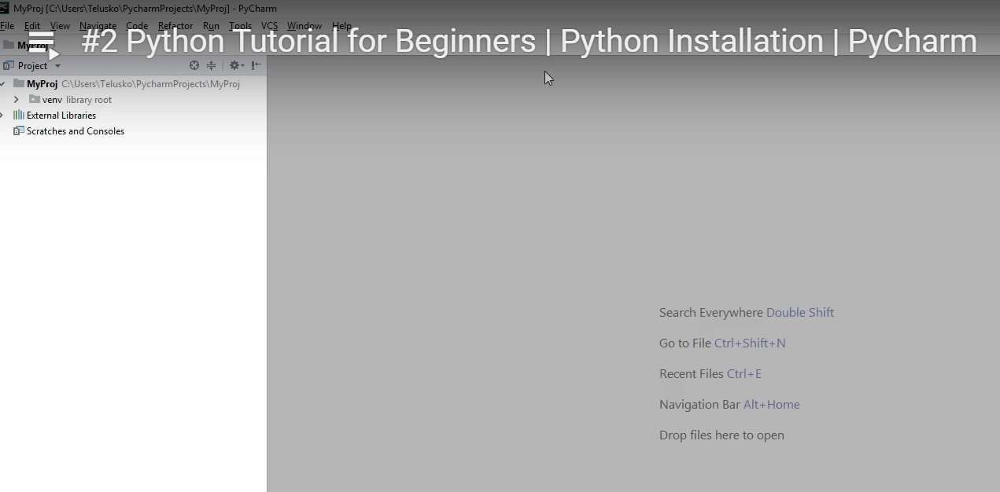 MyProj [C:\Users\Telusko\PycharmProjects\MyProj] - PyCharm
File Edit View Navigate Code Refactor Run Tools VCS Window Help
#2 Python Tutorial for Beginners | Python Installation | PyCharm
MyProj
Project
MyProj C:\Users\Telusko\PycharmProjects\MyProj
venv library root
External Libraries
Scratches and Consoles
Search Everywhere Double Shift
Go to File Ctrl+Shift+N
Recent Files Ctrl+E
Navigation Bar Alt+Home
Drop files here to open